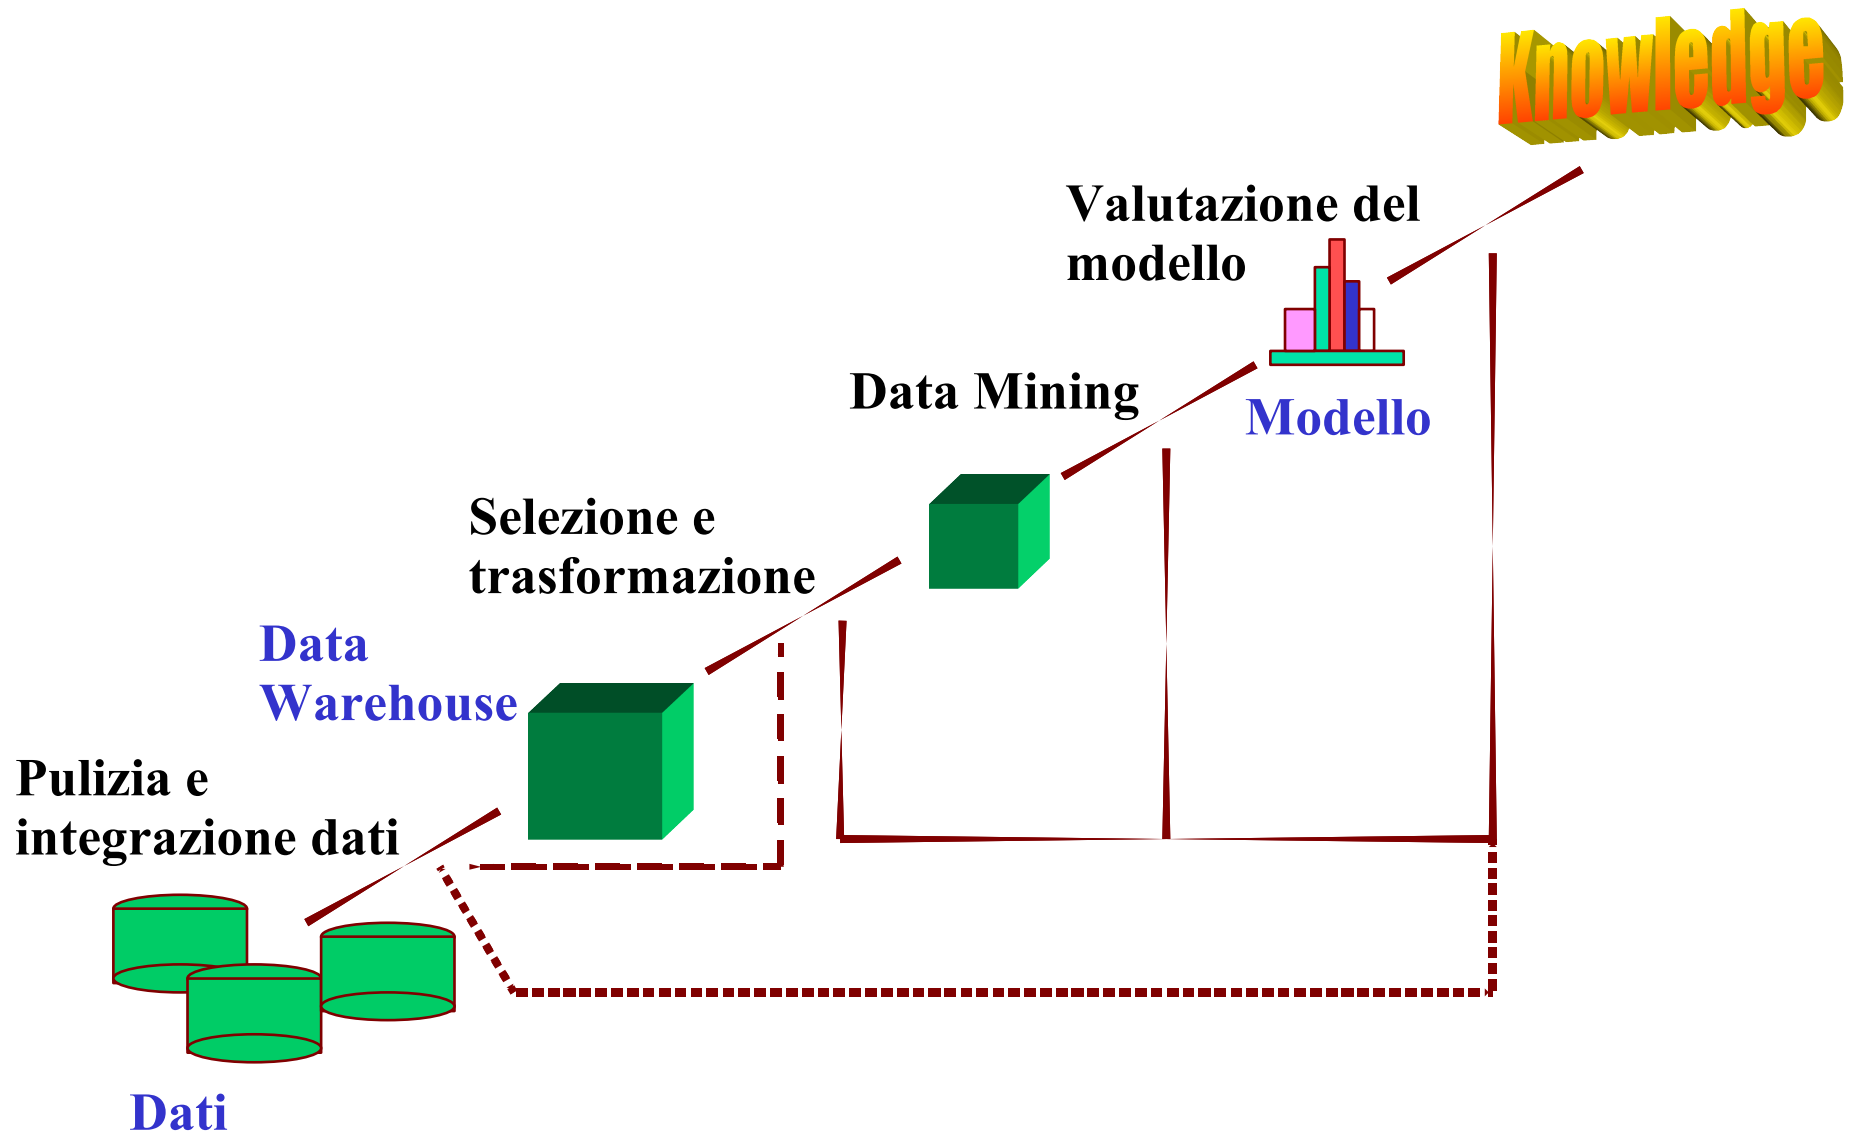 Knowledge
Valutazione del
modello
Data Mining
Modello
Selezione e
trasformazione
Data
Warehouse
Pulizia e
integrazione dati
Dati